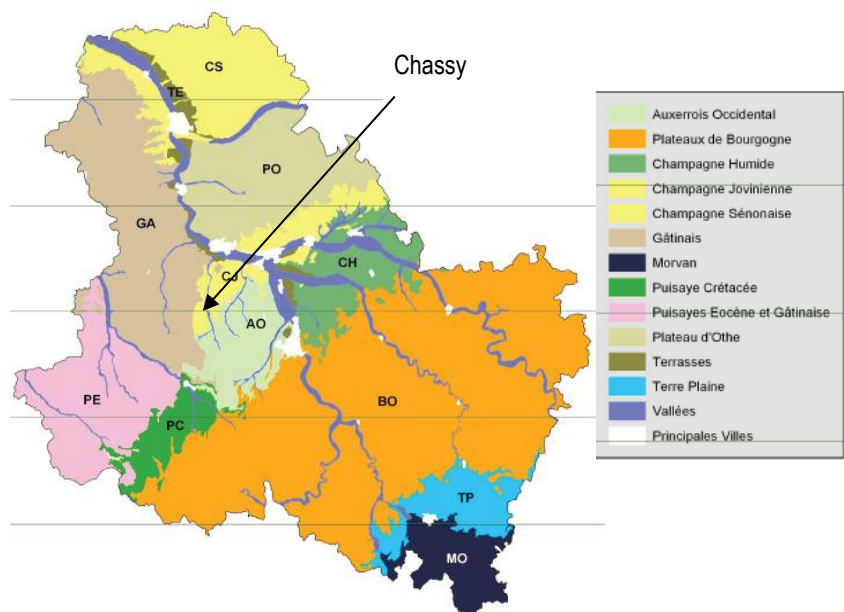 CS
Chassy
TE
PO
GA
CH
CJ
AO
PE
PC
BO
TP
MO
Auxerrois Occidental
Plateaux de Bourgogne
Champagne Humide
Champagne Jovinienne
Champagne Sénonaise
Gâtinais
Morvan
Puisaye Crétacée
Puisayes Eocène et Gâtinaise
Plateau d'Othe
Terrasses
Terre Plaine
Vallées
Principales Villes